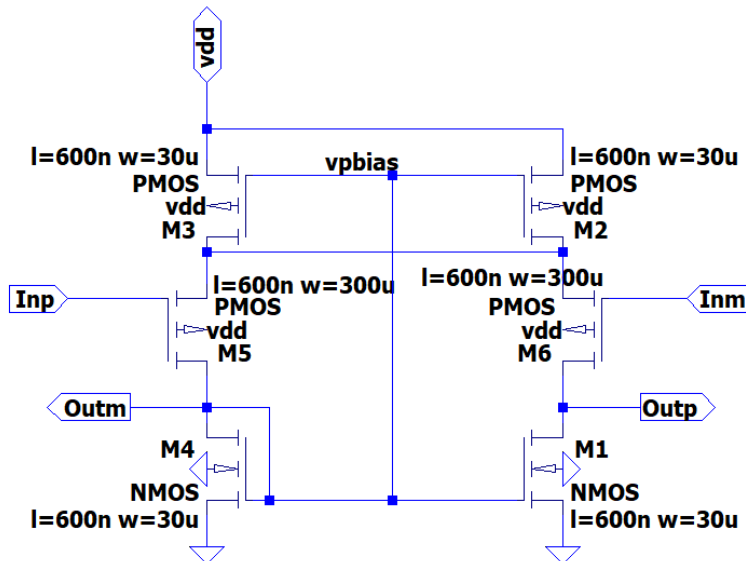 vdd
l=600n w=30u
vpbias
l=600n w=30u
PMOS
PMOS
vdd
vdd
M3
M2
l=600n w=300u
l=600n w=300u
Inp
PMOS
PMOS
Inm
vdd
vdd
M5
M6
Outm
Outp
M4
M1
NMOS
NMOS
l=600n w=30u
l=600n w=30u